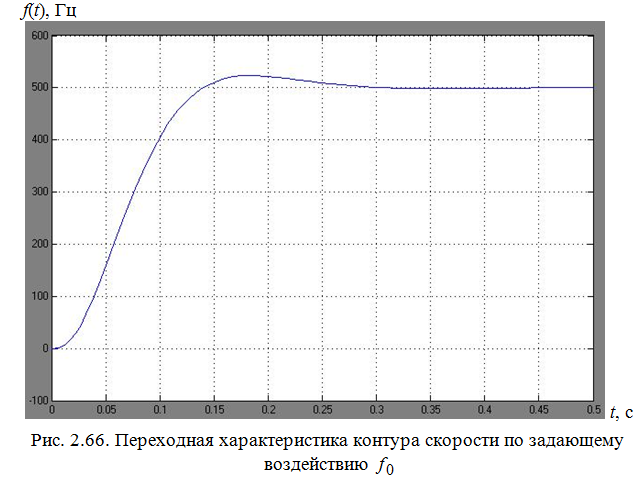 f(t), Гц
600
500
400
300
200
100
0
-100
0 0.05 0.1 0.15 0.2 0.25 0.3 0.35 0.4 0.45 0.5 t, с
Рис. 2.66. Переходная характеристика контура скорости по задающему
воздействию f0